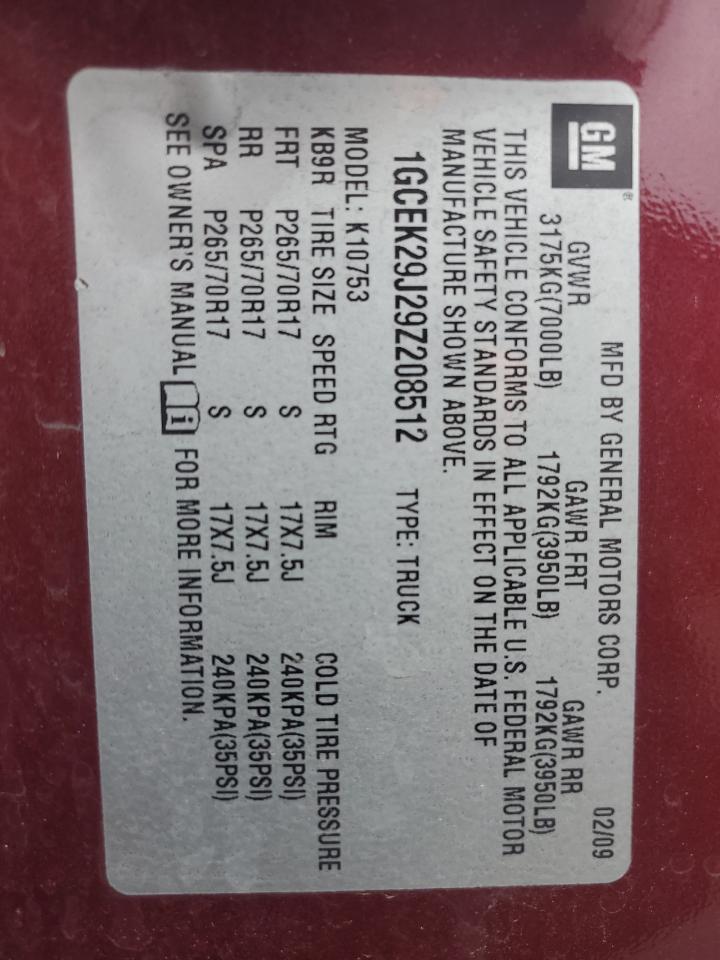 GM®
MFD BY GENERAL MOTORS CORP. 02/09
GVWR GAWR FRT GAWR RR
3175KG(7000LB) 1792KG(3950LB) 1792KG(3950LB)
THIS VEHICLE CONFORMS TO ALL APPLICABLE U.S. FEDERAL MOTOR
VEHICLE SAFETY STANDARDS IN EFFECT ON THE DATE OF
MANUFACTURE SHOWN ABOVE.
1GCEK29J29Z208512 TYPE: TRUCK
MODEL: K10753
KB9R TIRE SIZE SPEED RTG RIM COLD TIRE PRESSURE
FRT P265/70R17 S 17X7.5J 240KPA(35PSI)
RR P265/70R17 S 17X7.5J 240KPA(35PSI)
SPA P265/70R17 S 17X7.5J 240KPA(35PSI)
SEE OWNER'S MANUAL i FOR MORE INFORMATION.